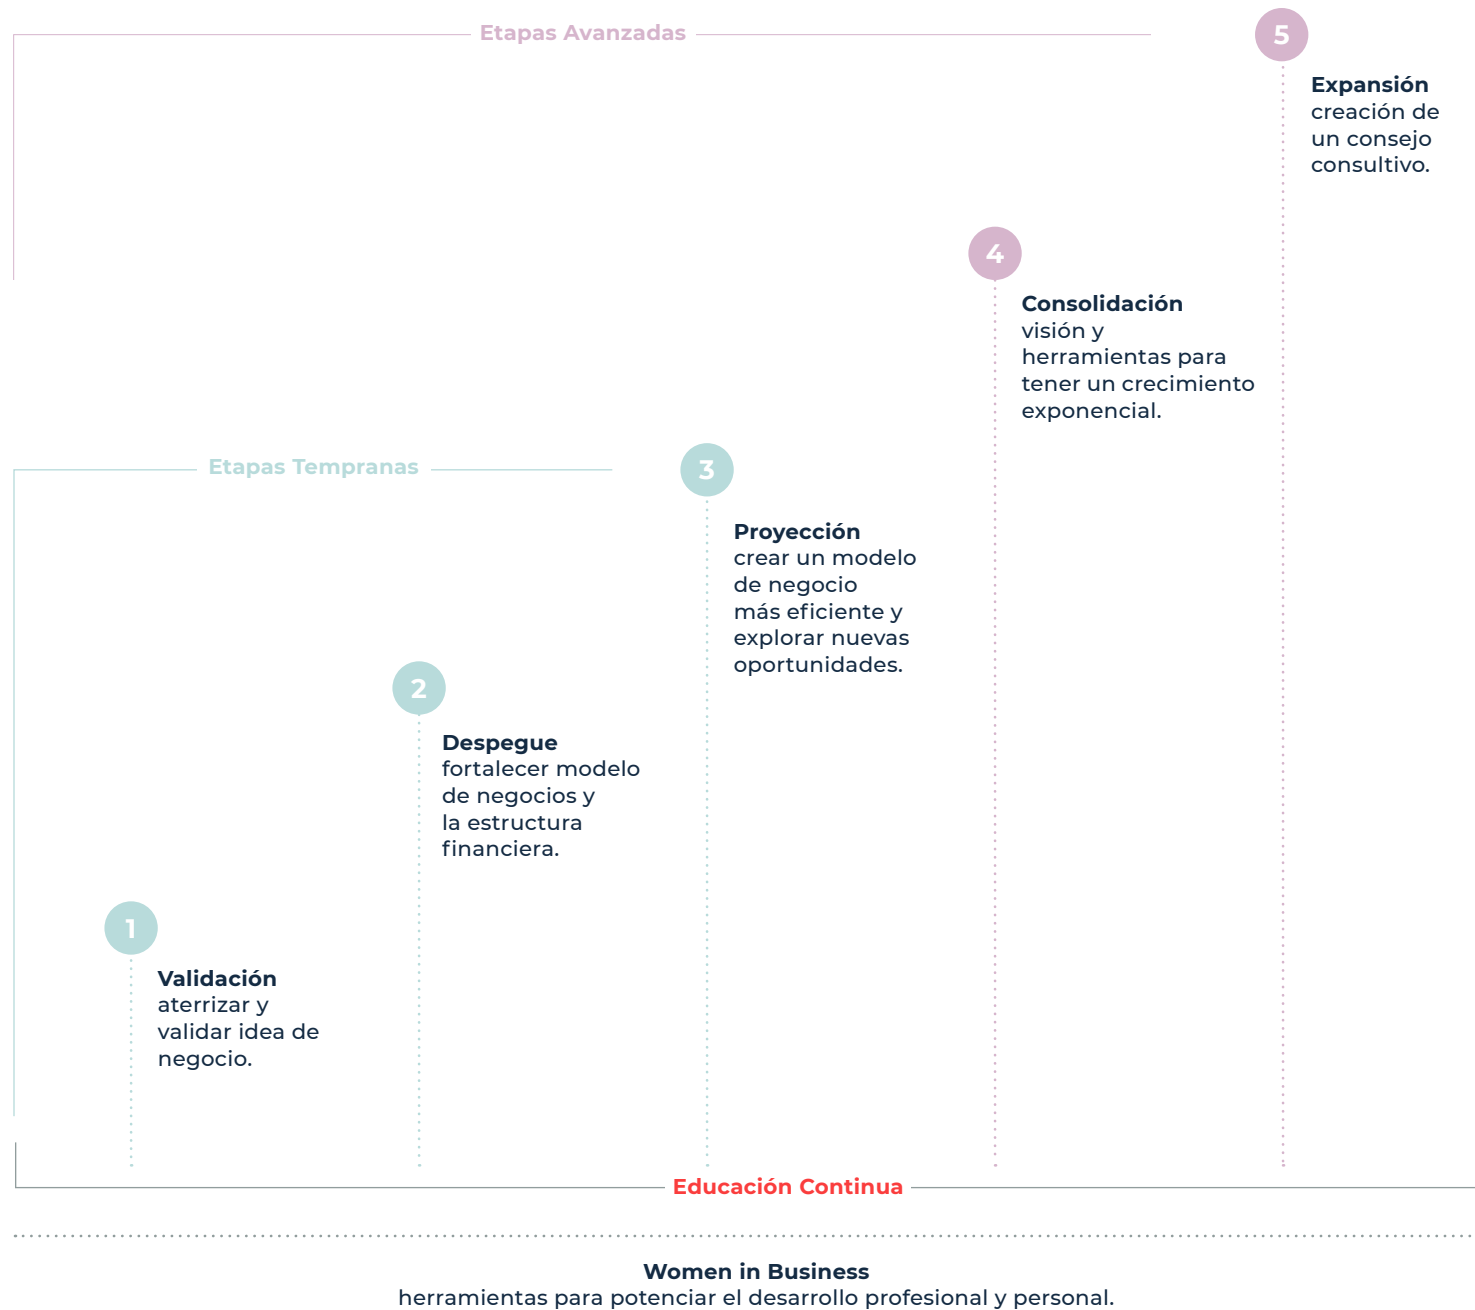 Etapas Avanzadas
5
Expansión
creación de
un consejo
consultivo.
4
Consolidación
visión y
herramientas para
tener un crecimiento
exponencial.
Etapas Tempranas
3
Proyección
crear un modelo
de negocio
más eficiente y
explorar nuevas
oportunidades.
2
Despegue
fortalecer modelo
de negocios y
la estructura
financiera.
1
Validación
aterrizar y
validar idea de
negocio.
Educación Continua
Women in Business
herramientas para potenciar el desarrollo profesional y personal.